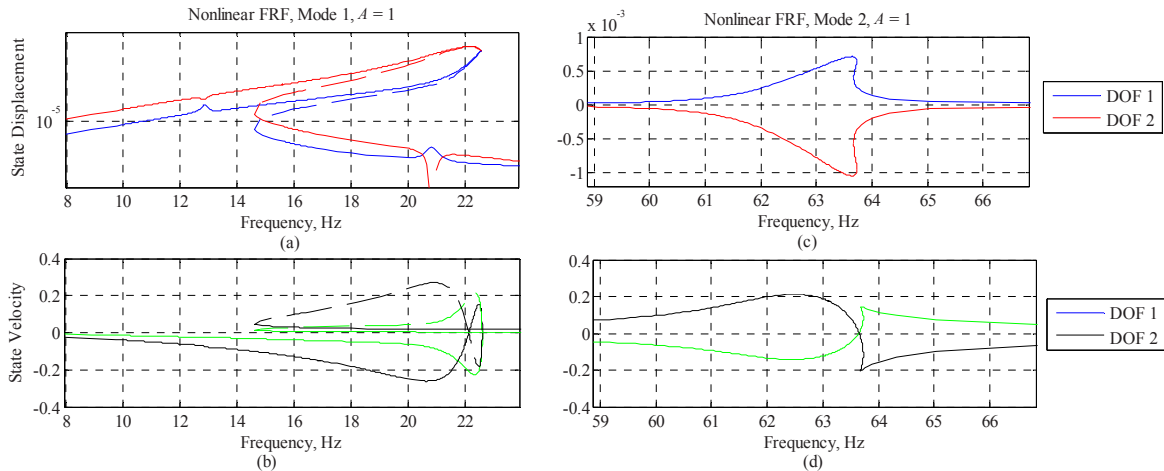 Nonlinear FRF, Mode 1, A = 1
State Displacement
10^-5
8 10 12 14 16 18 20 22
Frequency, Hz
(a)
Nonlinear FRF, Mode 2, A = 1
x 10^-3
1
0.5
0
-0.5
-1
59 60 61 62 63 64 65 66
Frequency, Hz
(c)
DOF 1
DOF 2
State Velocity
0.4
0.2
0
-0.2
-0.4
8 10 12 14 16 18 20 22
Frequency, Hz
(b)
0.4
0.2
0
-0.2
-0.4
59 60 61 62 63 64 65 66
Frequency, Hz
(d)
DOF 1
DOF 2